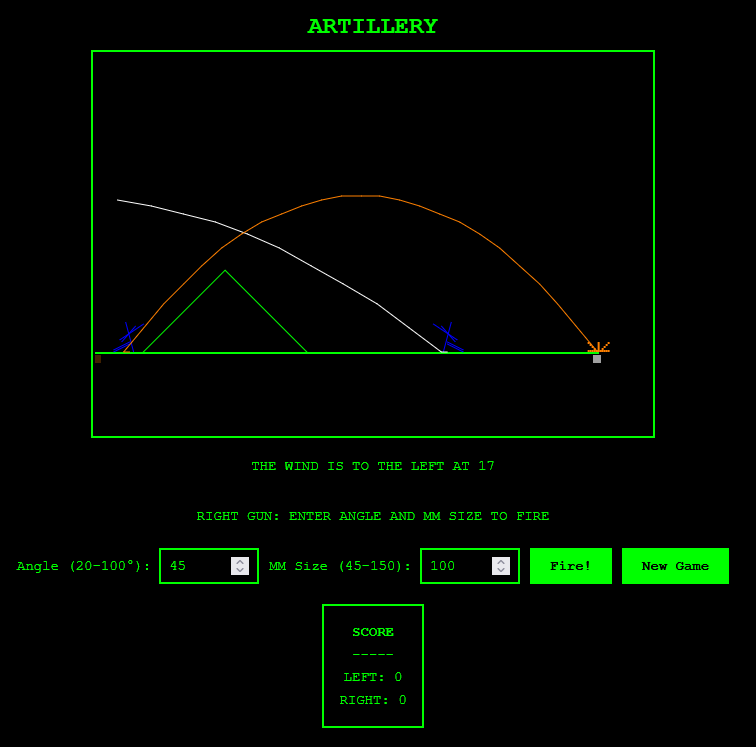 ARTILLERY
THE WIND IS TO THE LEFT AT 17
RIGHT GUN: ENTER ANGLE AND MM SIZE TO FIRE
Angle (20-100°): 45 MM Size (45-150): 100 Fire! New Game
SCORE
-----
LEFT: 0
RIGHT: 0